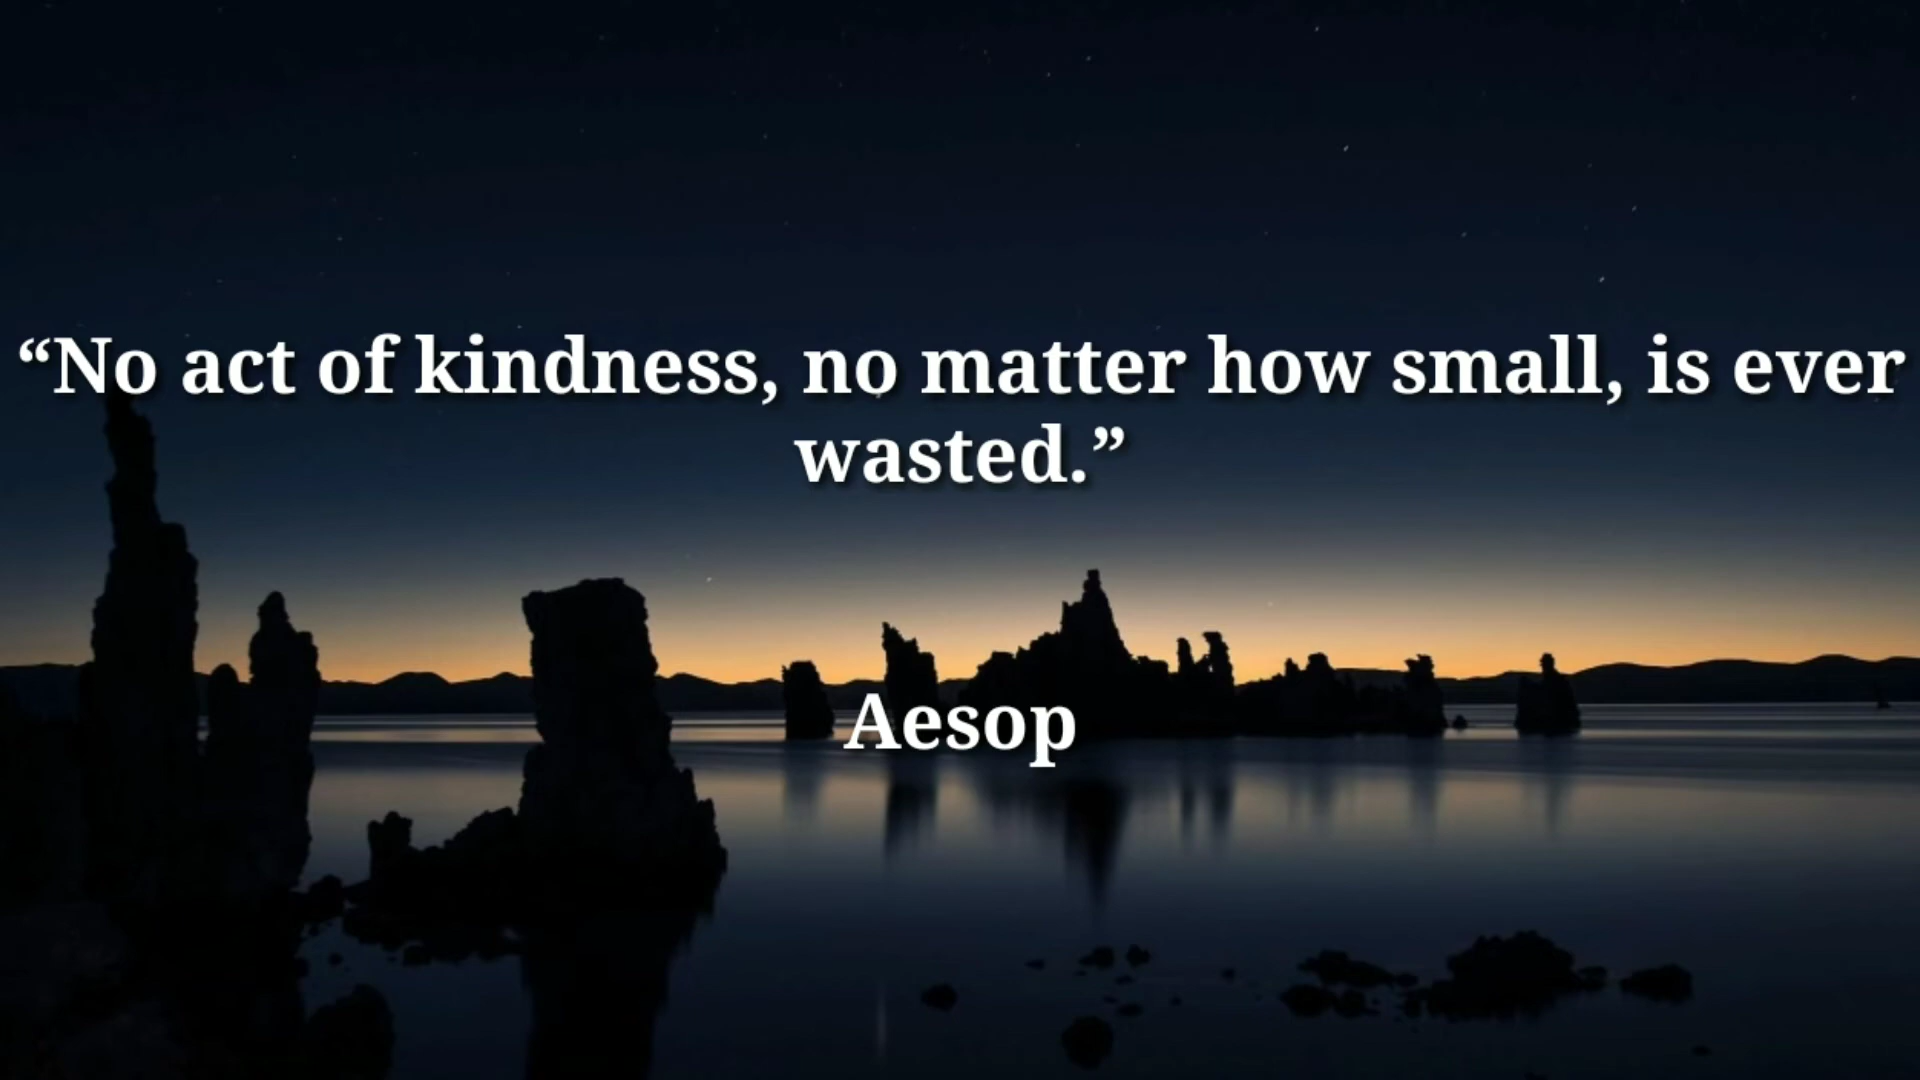 “No act of kindness, no matter how small, is ever
wasted.”
Aesop